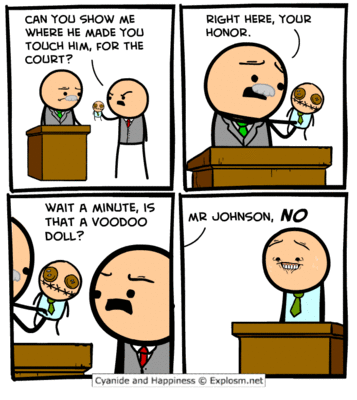 CAN YOU SHOW ME
WHERE HE MADE YOU
TOUCH HIM, FOR THE
COURT?
RIGHT HERE, YOUR
HONOR.
WAIT A MINUTE, IS
THAT A VOODOO
DOLL?
MR JOHNSON, NO
Cyanide and Happiness © Explosm.net